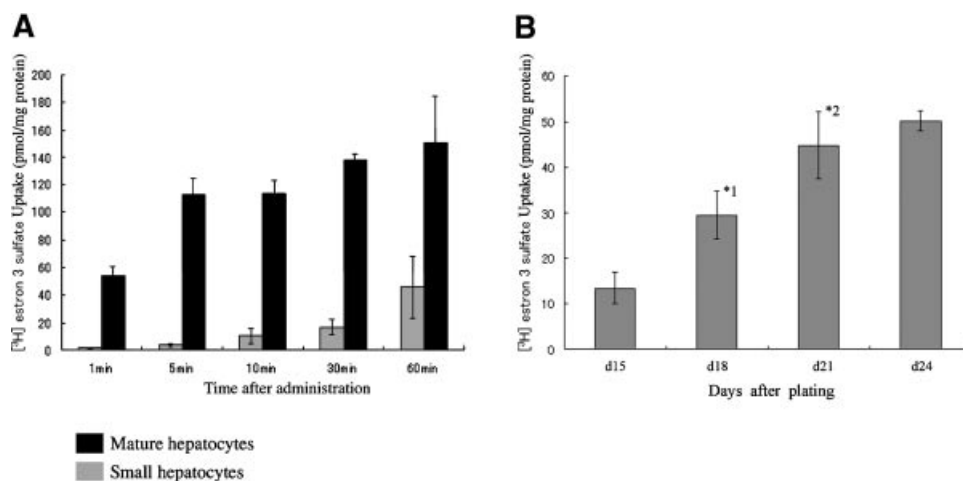 A
[³H] estron 3 sulfate Uptake (pmol/mg protein)
200
180
160
140
120
100
80
60
40
20
0
1min 5min 10min 30min 60min
Time after administration
Mature hepatocytes
Small hepatocytes
B
[³H] estron 3 sulfate Uptake (pmol/mg protein)
60
50
40
30
20
10
0
*1
*2
d15 d18 d21 d24
Days after plating